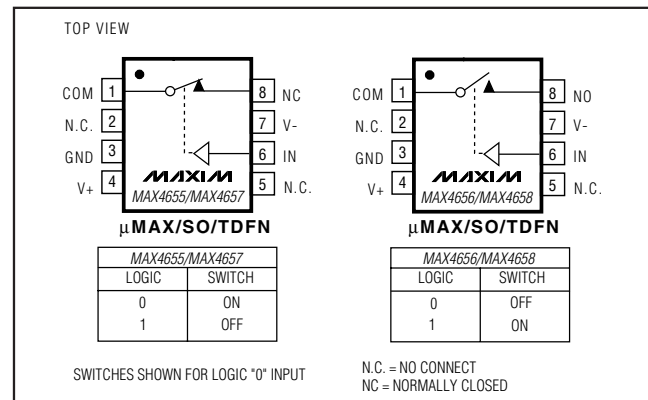 TOP VIEW
COM 1
N.C. 2
GND 3
V+ 4
8 NC
7 V-
6 IN
5 N.C.
MAXIM
MAX4655/MAX4657
µMAX/SO/TDFN
COM 1
N.C. 2
GND 3
V+ 4
8 NO
7 V-
6 IN
5 N.C.
MAXIM
MAX4656/MAX4658
µMAX/SO/TDFN
MAX4655/MAX4657
LOGIC SWITCH
0 ON
1 OFF
MAX4656/MAX4658
LOGIC SWITCH
0 OFF
1 ON
SWITCHES SHOWN FOR LOGIC "0" INPUT
N.C. = NO CONNECT
NC = NORMALLY CLOSED